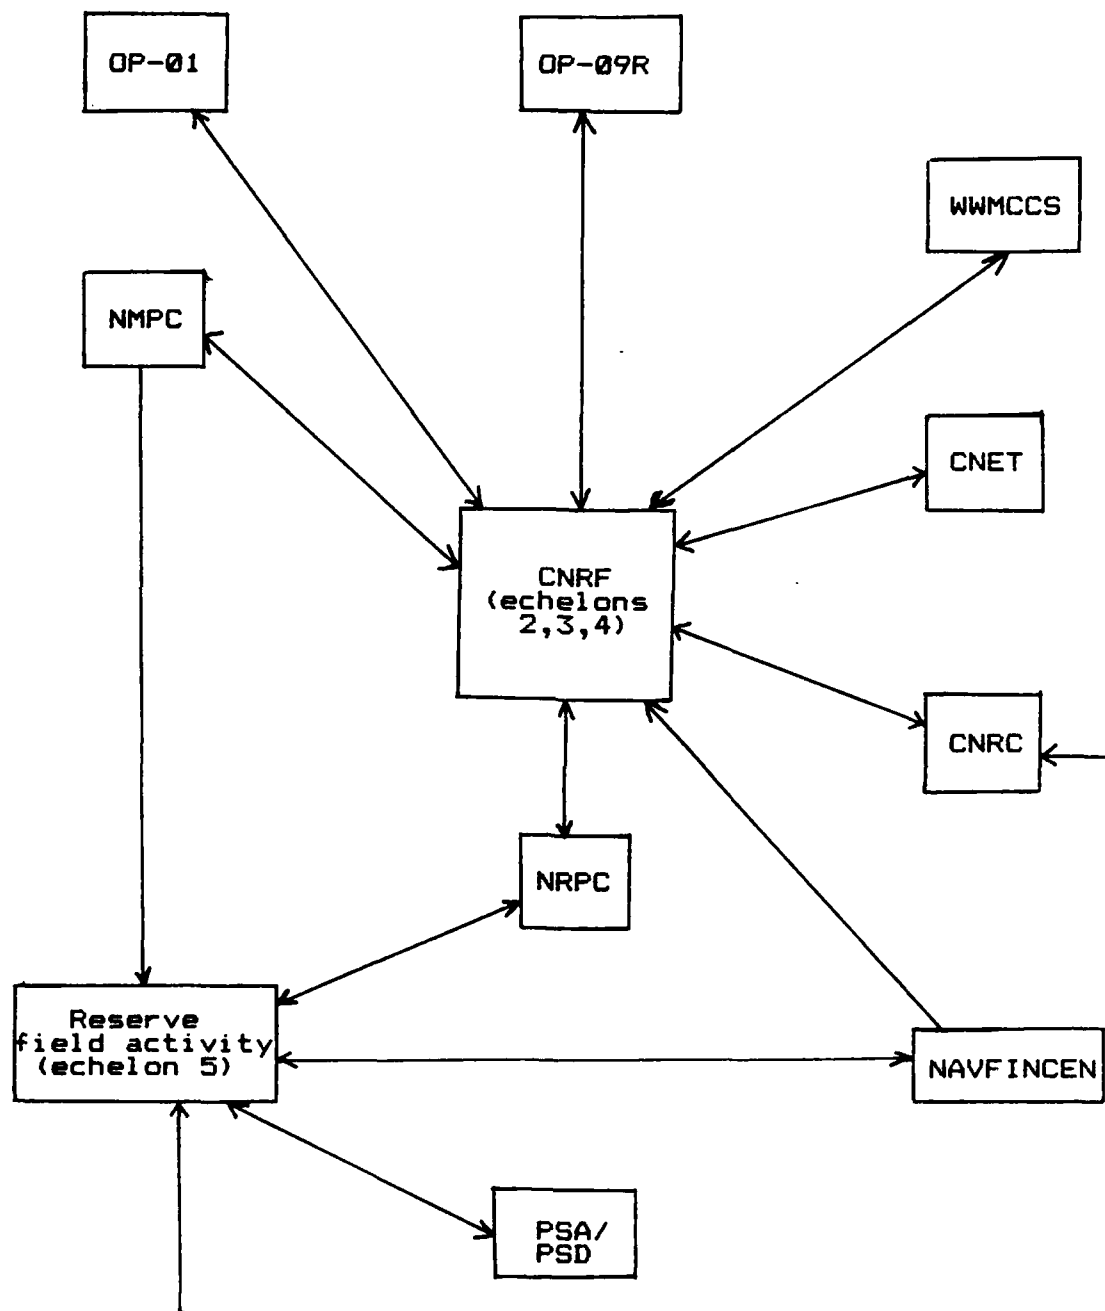 OP-01
OP-09R
WWMCCS
NMPC
CNET
CNRF
(echelons
2,3,4)
CNRC
NRPC
Reserve
field activity
(echelon 5)
NAVFINCEN
PSA/
PSD